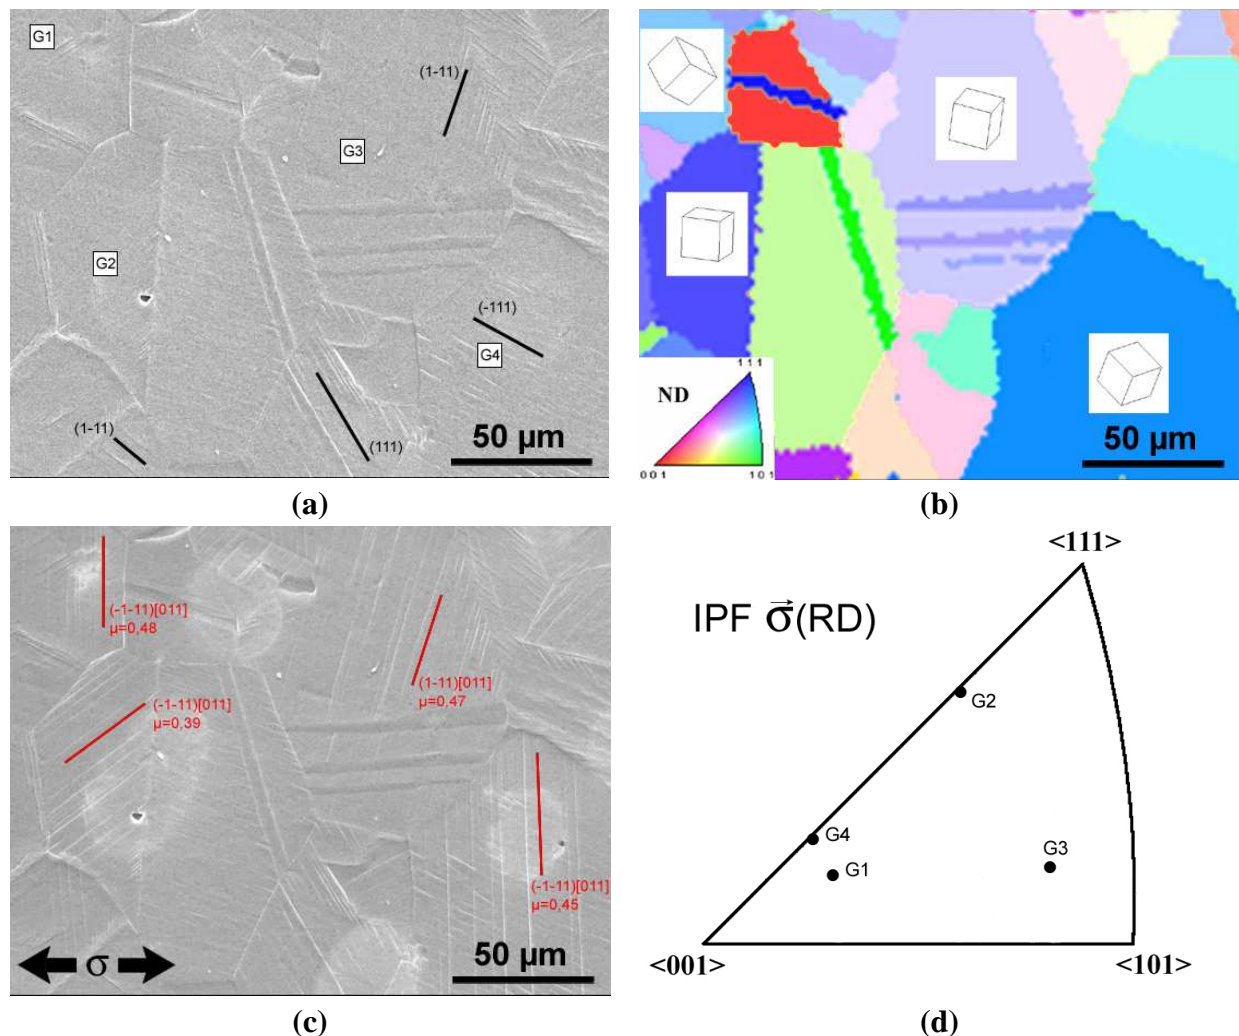 G1
(1-11)
G3
G2
(-111)
G4
(1-11)
(111)
50 µm
(a)
ND
111
001
101
50 µm
(b)
(-1-11)[011]
µ=0,48
(1-11)[011]
µ=0,47
(-1-11)[011]
µ=0,39
(-1-11)[011]
µ=0,45
σ
50 µm
(c)
<111>
IPF σ⃗(RD)
G2
G4
G1
G3
<001>
<101>
(d)